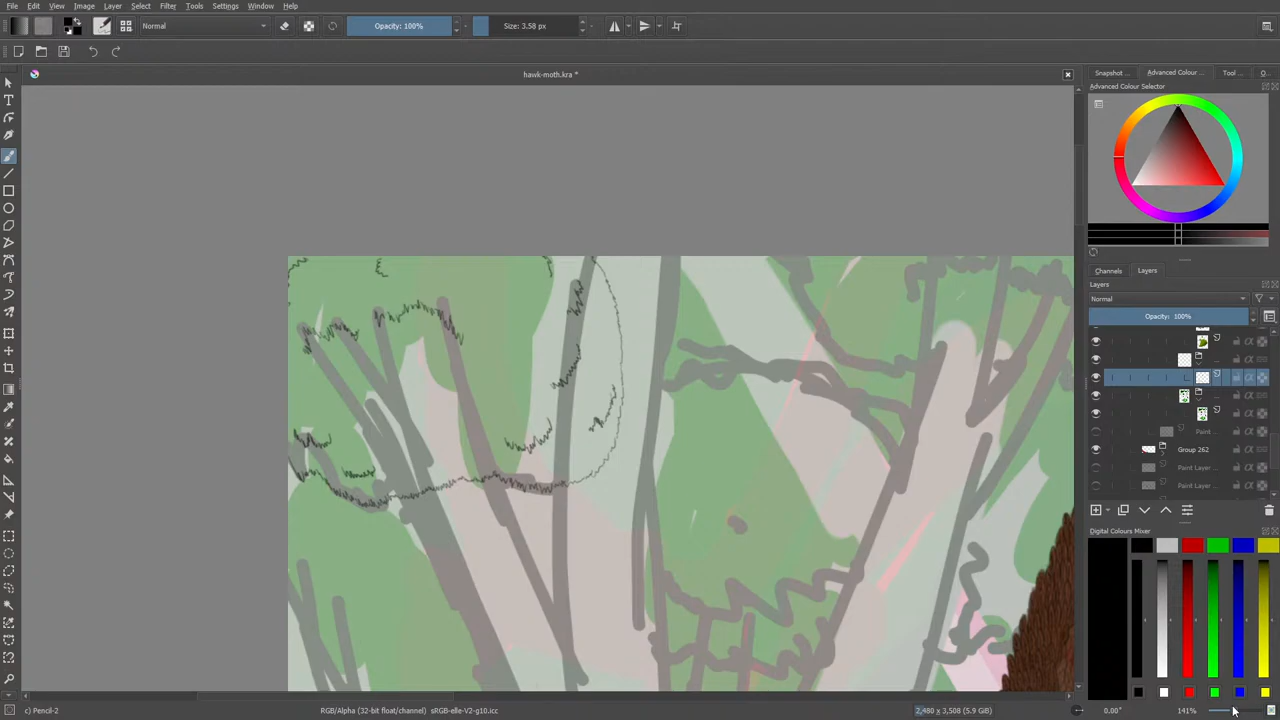 File Edit View Image Layer Select Filter Tools Settings Window Help
Normal
Opacity: 100%
Size: 3.58 px
hawk-moth.kra *
Snapshot ...
Advanced Colour ...
Tool ...
O...
Advanced Colour Selector
Channels
Layers
Layers
Normal
Opacity: 100%
Paint ...
Group 262
Paint Layer ...
Paint Layer ...
Digital Colours Mixer
c) Pencil-2
RGB/Alpha (32-bit float/channel) sRGB-elle-V2-g10.icc
2,480 x 3,508 (5.9 GiB)
0.00°
141%